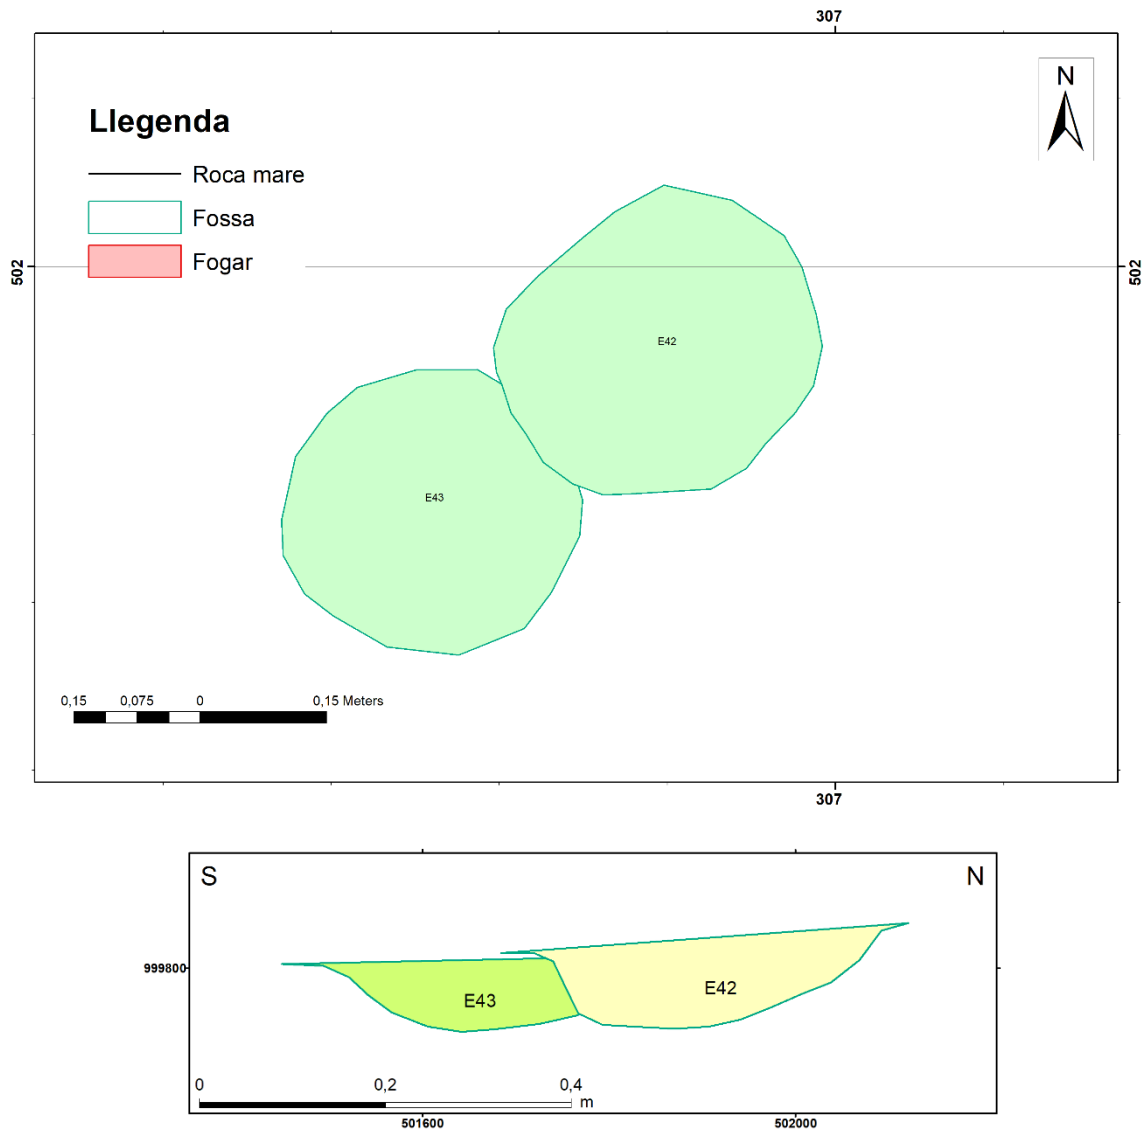 307
N
Llegenda
Roca mare
Fossa
Fogar
502
502
E42
E43
0,15 0,075 0 0,15 Meters
307
S N
999800
E43
E42
0 0,2 0,4
m
501600 502000